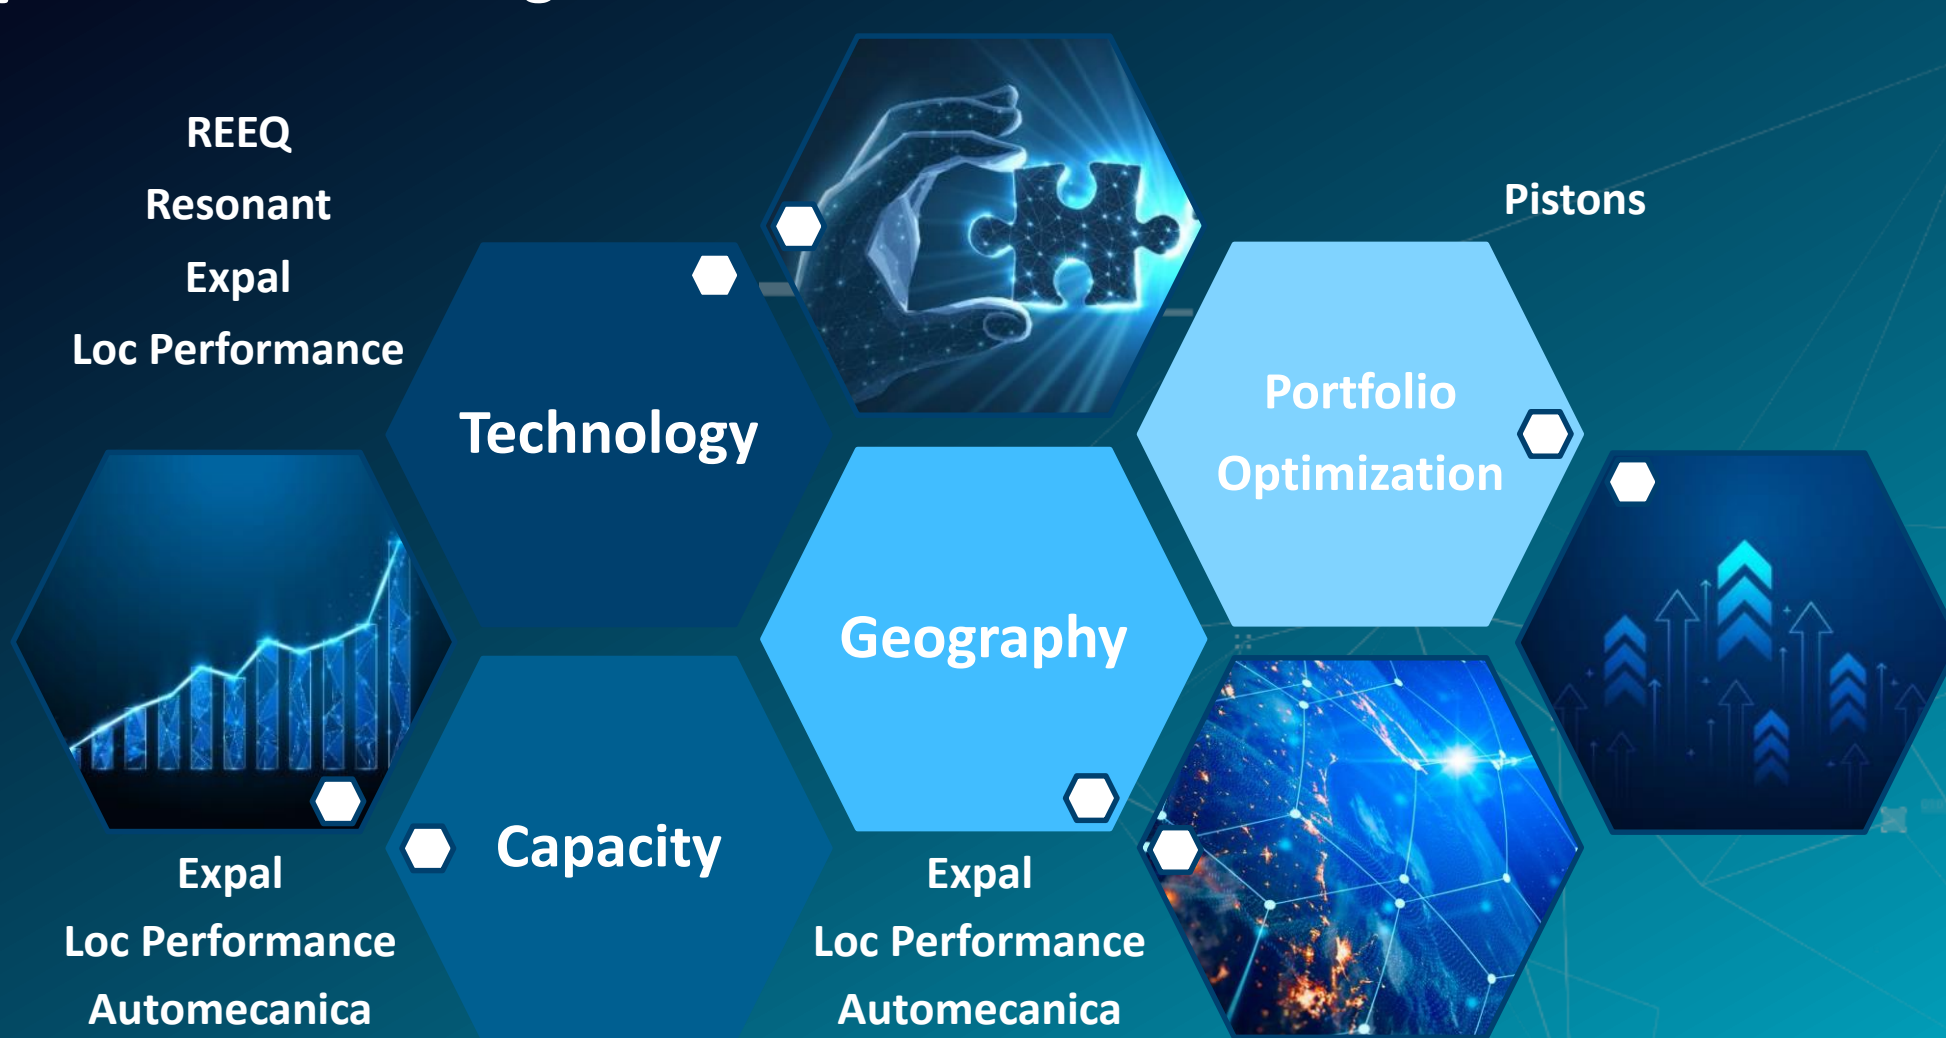 REEQ
Resonant
Expal
Loc Performance
Technology
Pistons
Portfolio
Optimization
Geography
Capacity
Expal
Loc Performance
Automecanica
Expal
Loc Performance
Automecanica